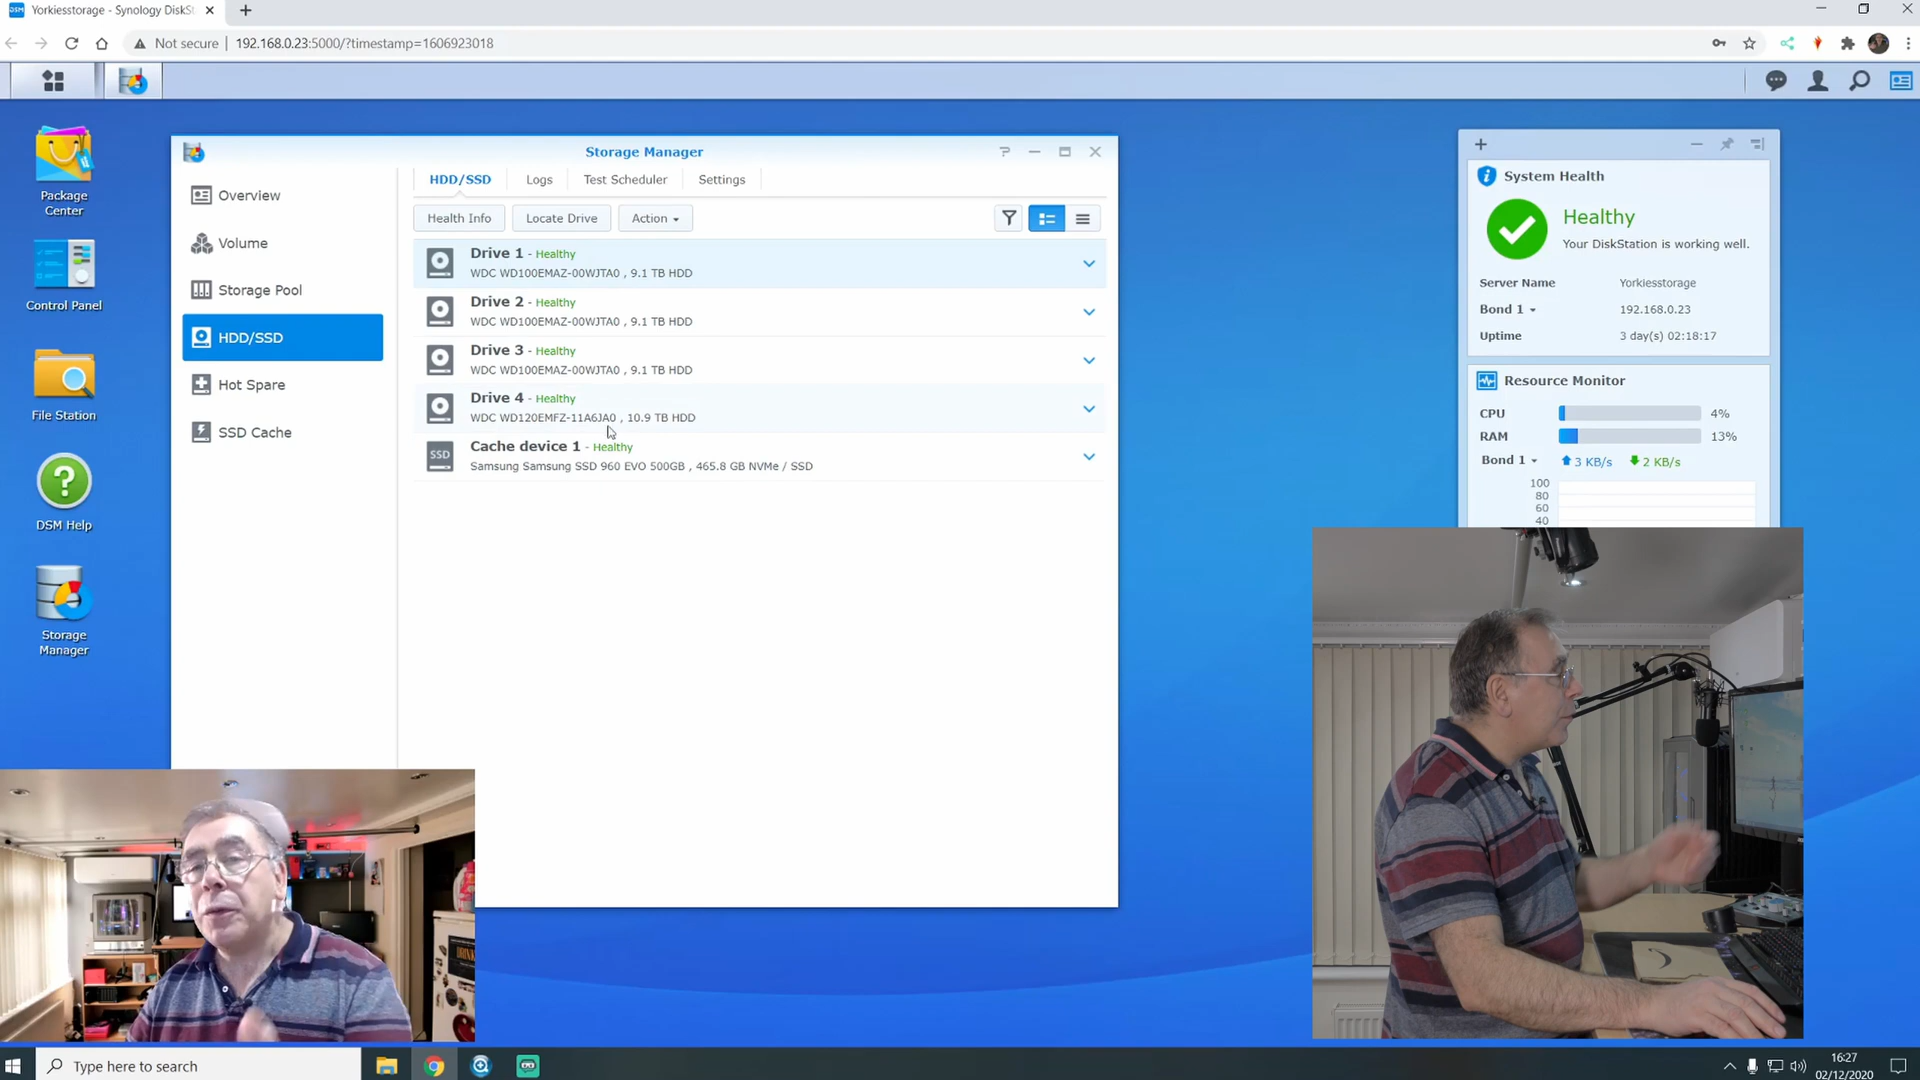 Yorkiesstorage - Synology DiskSt
Not secure
192.168.0.23:5000/?timestamp=1606923018
Package
Center
Control Panel
File Station
DSM Help
Storage
Manager
Storage Manager
Overview
Volume
Storage Pool
HDD/SSD
Hot Spare
SSD Cache
HDD/SSD
Logs
Test Scheduler
Settings
Health Info
Locate Drive
Action
Drive 1 - Healthy
WDC WD100EMAZ-00WJTA0 , 9.1 TB HDD
Drive 2 - Healthy
WDC WD100EMAZ-00WJTA0 , 9.1 TB HDD
Drive 3 - Healthy
WDC WD100EMAZ-00WJTA0 , 9.1 TB HDD
Drive 4 - Healthy
WDC WD120EMFZ-11A6JA0 , 10.9 TB HDD
SSD
Cache device 1 - Healthy
Samsung Samsung SSD 960 EVO 500GB , 465.8 GB NVMe / SSD
System Health
Healthy
Your DiskStation is working well.
Server Name Yorkiesstorage
Bond 1 192.168.0.23
Uptime 3 day(s) 02:18:17
Resource Monitor
CPU 4%
RAM 13%
Bond 1 3 KB/s 2 KB/s
100
80
60
40
Type here to search
16:27
02/12/2020